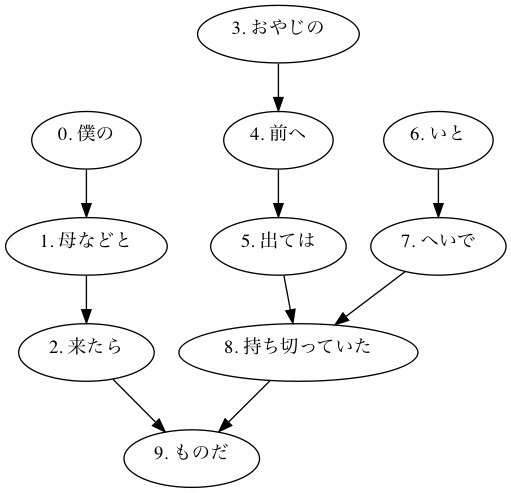 3. おやじの
0. 僕の
4. 前へ
6. いと
1. 母などと
5. 出ては
7. へいで
2. 来たら
8. 持ち切っていた
9. ものだ